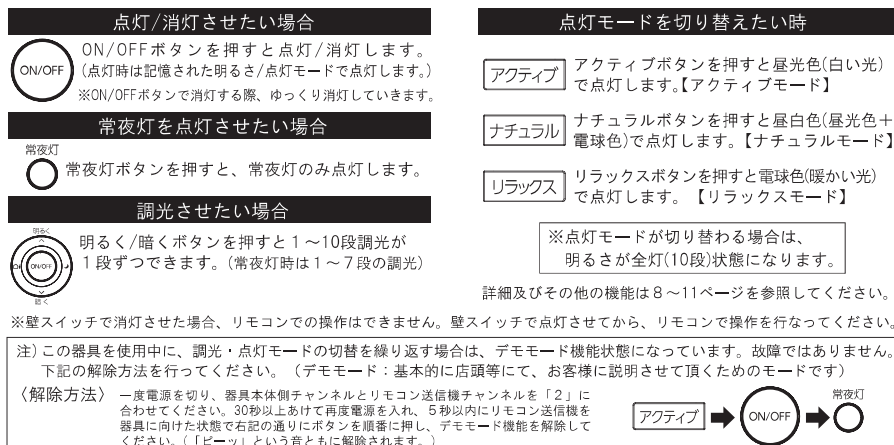 点灯/消灯させたい場合
ON/OFF
ON/OFFボタンを押すと点灯/消灯します。
(点灯時は記憶された明るさ/点灯モードで点灯します。)
※ON/OFFボタンで消灯する際、ゆっくり消灯していきます。
常夜灯を点灯させたい場合
常夜灯
常夜灯ボタンを押すと、常夜灯のみ点灯します。
調光させたい場合
明るく
ON/OFF
暗く
明るく/暗くボタンを押すと1～10段調光が
1段ずつできます。(常夜灯時は1～7段の調光)
点灯モードを切り替えたい時
アクティブ
アクティブボタンを押すと昼光色(白い光)
で点灯します。【アクティブモード】
ナチュラル
ナチュラルボタンを押すと昼白色(昼光色＋
電球色)で点灯します。【ナチュラルモード】
リラックス
リラックスボタンを押すと電球色(暖かい光)
で点灯します。【リラックスモード】
※点灯モードが切り替わる場合は、
明るさが全灯(10段)状態になります。
詳細及びその他の機能は8～11ページを参照してください。
※壁スイッチで消灯させた場合、リモコンでの操作はできません。壁スイッチで点灯させてから、リモコンで操作を行なってください。
注)この器具を使用中に、調光・点灯モードの切替を繰り返す場合は、デモモード機能状態になっています。故障ではありません。
下記の解除方法を行ってください。（デモモード：基本的に店頭等にて、お客様に説明させて頂くためのモードです）
〈解除方法〉
一度電源を切り、器具本体側チャンネルとリモコン送信機チャンネルを「2」に
合わせてください。30秒以上あけて再度電源を入れ、5秒以内にリモコン送信機を
器具に向けた状態で右記の通りにボタンを順番に押し、デモモード機能を解除して
ください。(「ピーッ」という音ともに解除されます。)
アクティブ
ON/OFF
常夜灯